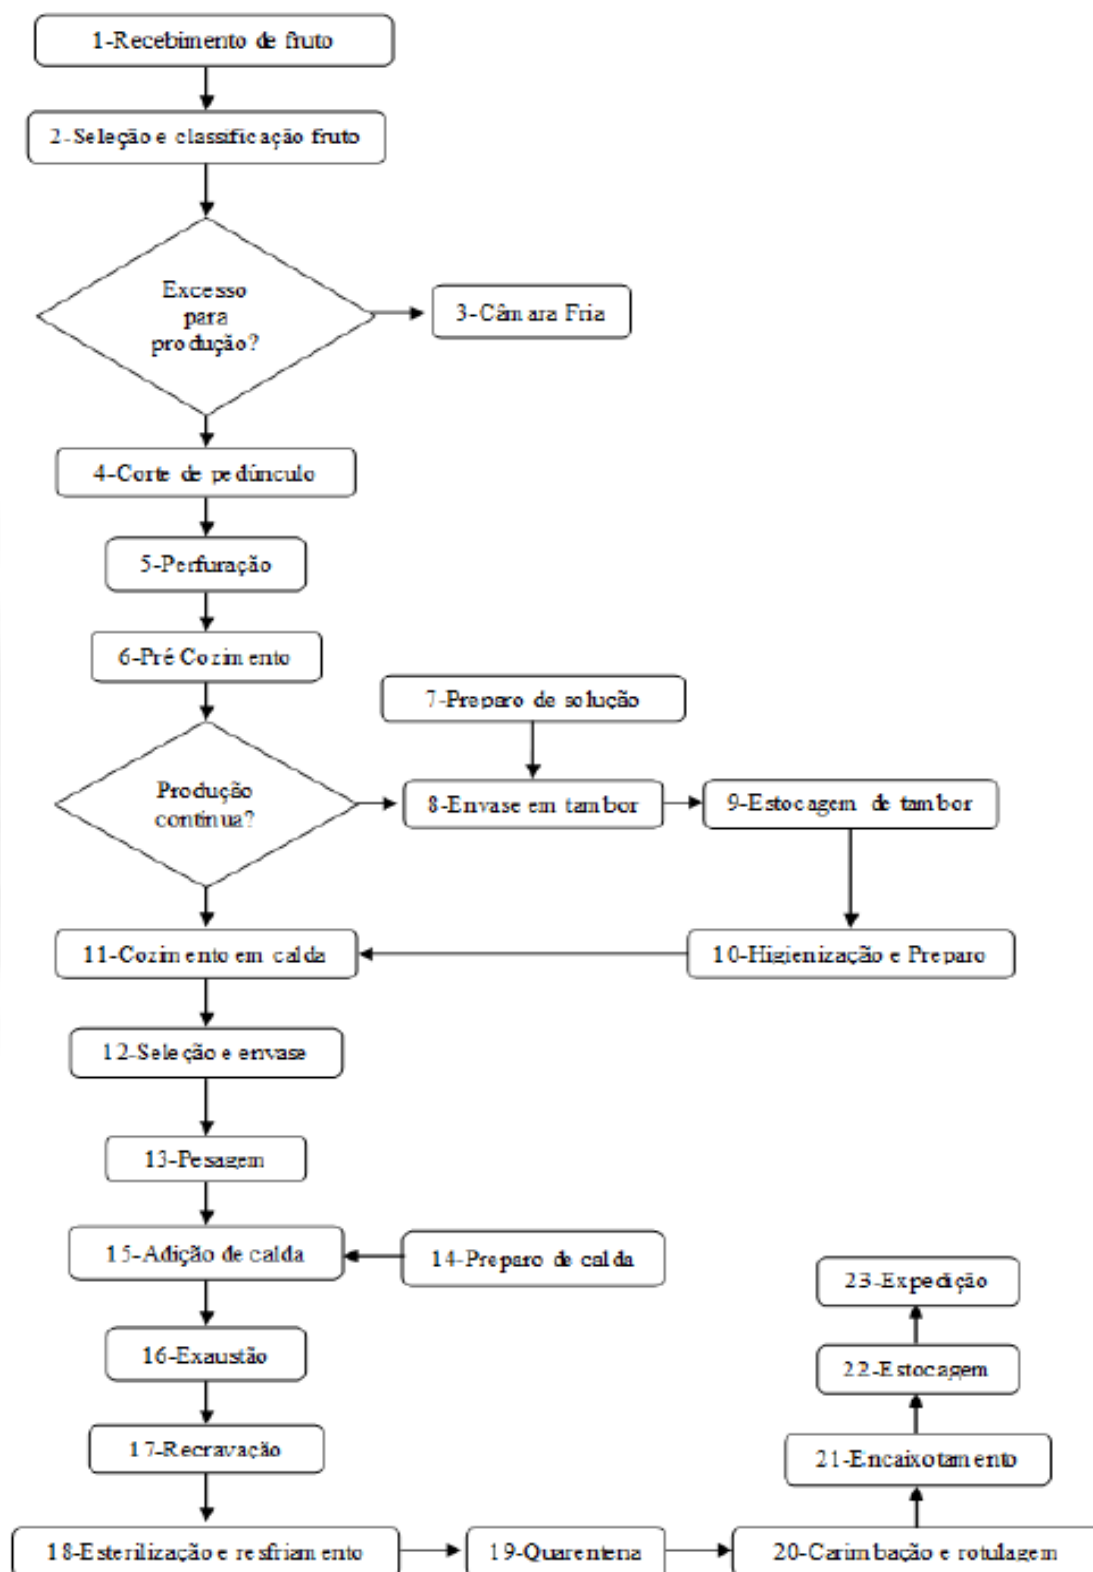 1-Recebimento de fruto
2-Seleção e classificação fruto
Excesso
para
produção?
3-Câmara Fria
4-Corte de pedúnculo
5-Perfuração
6-Pré Cozimento
7-Preparo de solução
Produção
contínua?
8-Envase em tambor
9-Estocagem de tambor
11-Cozimento em calda
10-Higienização e Preparo
12-Seleção e envase
13-Pesagem
15-Adição de calda
14-Preparo de calda
23-Expedição
16-Exaustão
22-Estocagem
17-Recravação
21-Encaixotamento
18-Esterilização e resfriamento
19-Quarentena
20-Carimbação e rotulagem